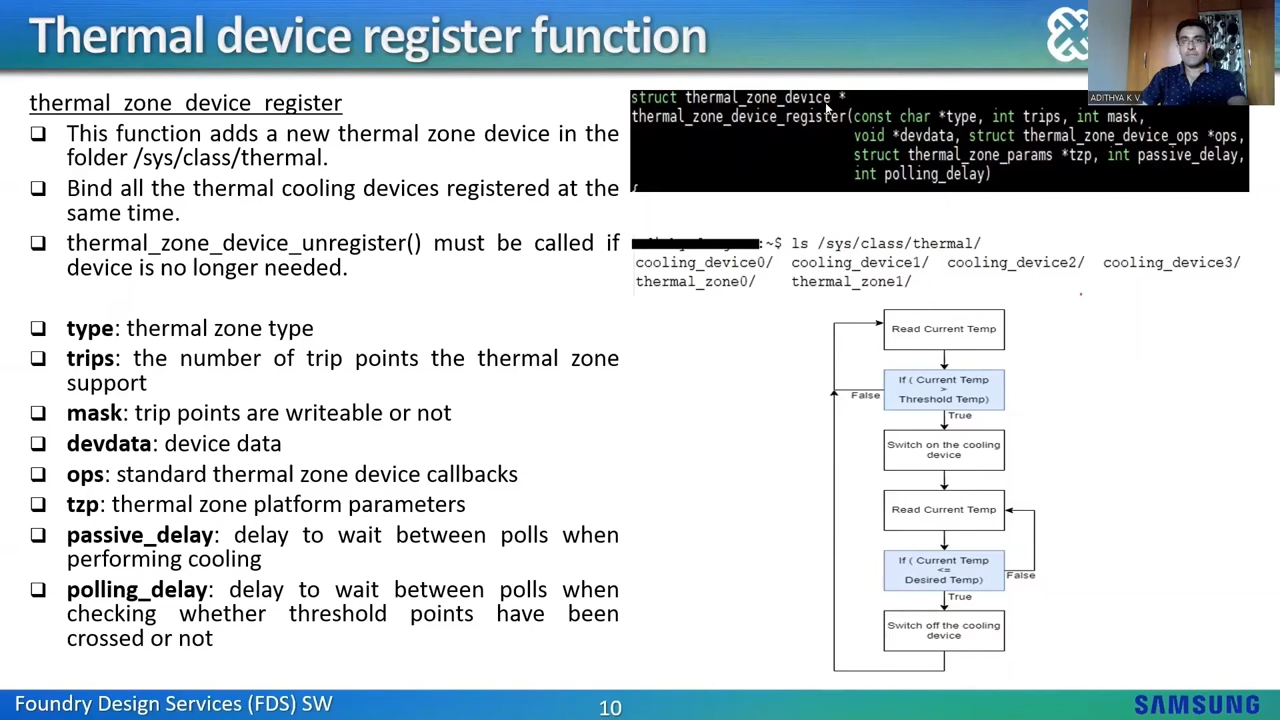 Thermal device register function
ADITHYA K V
thermal_zone_device_register
This function adds a new thermal zone device in the
folder /sys/class/thermal.
Bind all the thermal cooling devices registered at the
same time.
thermal_zone_device_unregister() must be called if
device is no longer needed.
type: thermal zone type
trips: the number of trip points the thermal zone
support
mask: trip points are writeable or not
devdata: device data
ops: standard thermal zone device callbacks
tzp: thermal zone platform parameters
passive_delay: delay to wait between polls when
performing cooling
polling_delay: delay to wait between polls when
checking whether threshold points have been
crossed or not
struct thermal_zone_device *
thermal_zone_device_register(const char *type, int trips, int mask,
void *devdata, struct thermal_zone_device_ops *ops,
struct thermal_zone_params *tzp, int passive_delay,
int polling_delay)
{
:~$ ls /sys/class/thermal/
cooling_device0/ cooling_device1/ cooling_device2/ cooling_device3/
thermal_zone0/ thermal_zone1/
Read Current Temp
If ( Current Temp
>
Threshold Temp)
False
True
Switch on the cooling
device
Read Current Temp
If ( Current Temp
<=
Desired Temp)
False
True
Switch off the cooling
device
Foundry Design Services (FDS) SW
10
SAMSUNG